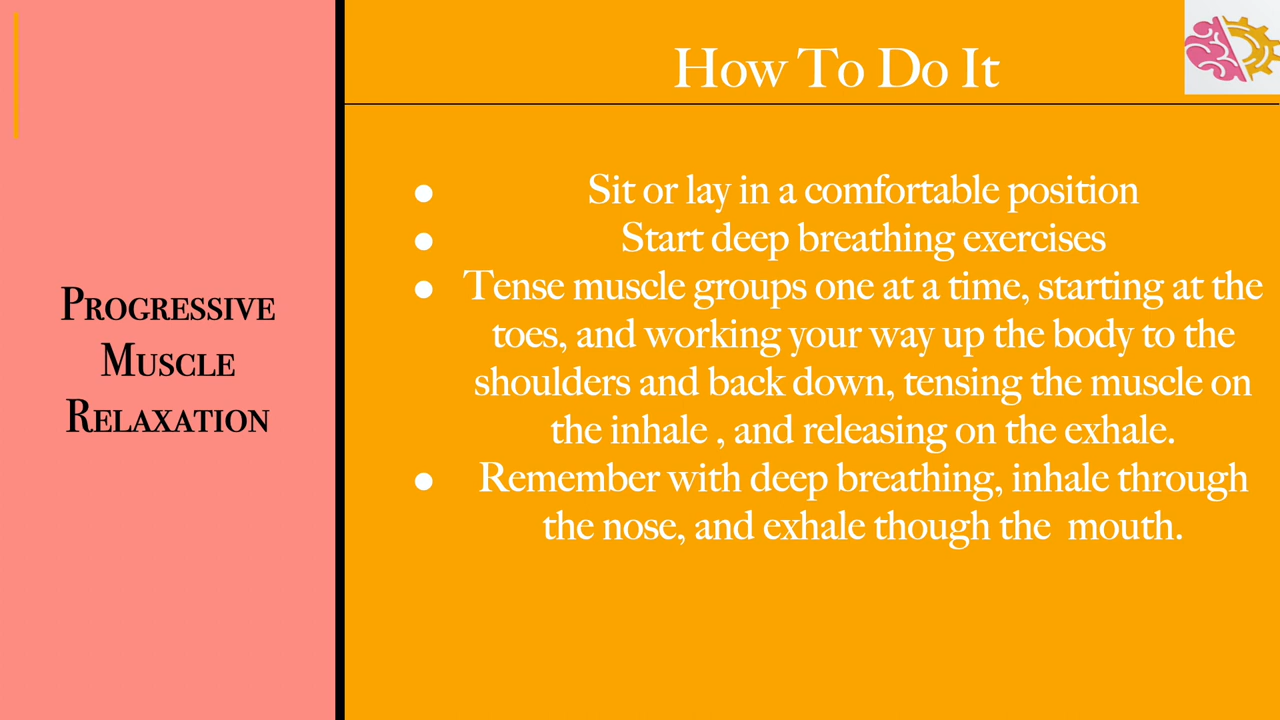 Progressive
Muscle
Relaxation
How To Do It
● Sit or lay in a comfortable position
● Start deep breathing exercises
● Tense muscle groups one at a time, starting at the
toes, and working your way up the body to the
shoulders and back down, tensing the muscle on
the inhale , and releasing on the exhale.
● Remember with deep breathing, inhale through
the nose, and exhale though the  mouth.